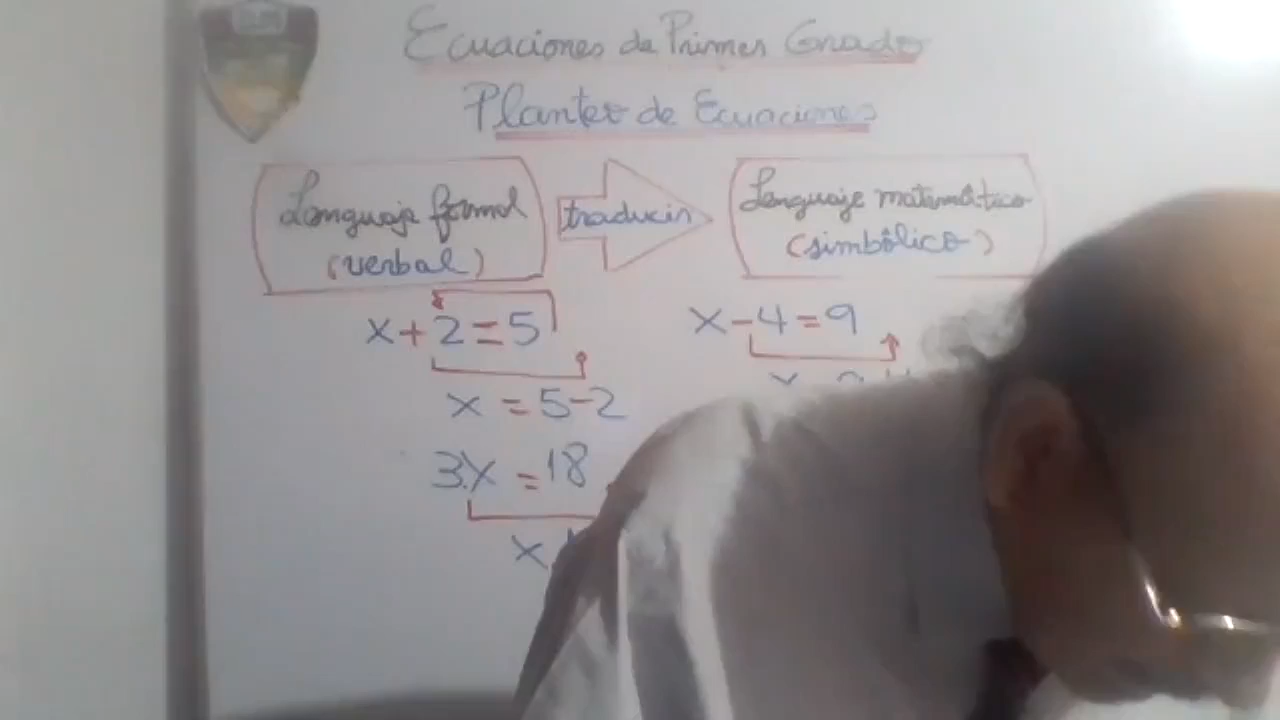 Ecuaciones de Primer Grado
Planteo de Ecuaciones
Lenguaje formal
(verbal)
traducir
Lenguaje matemático
(simbólico)
x+2=5
x=5-2
3.x=18
x
x-4=9
x